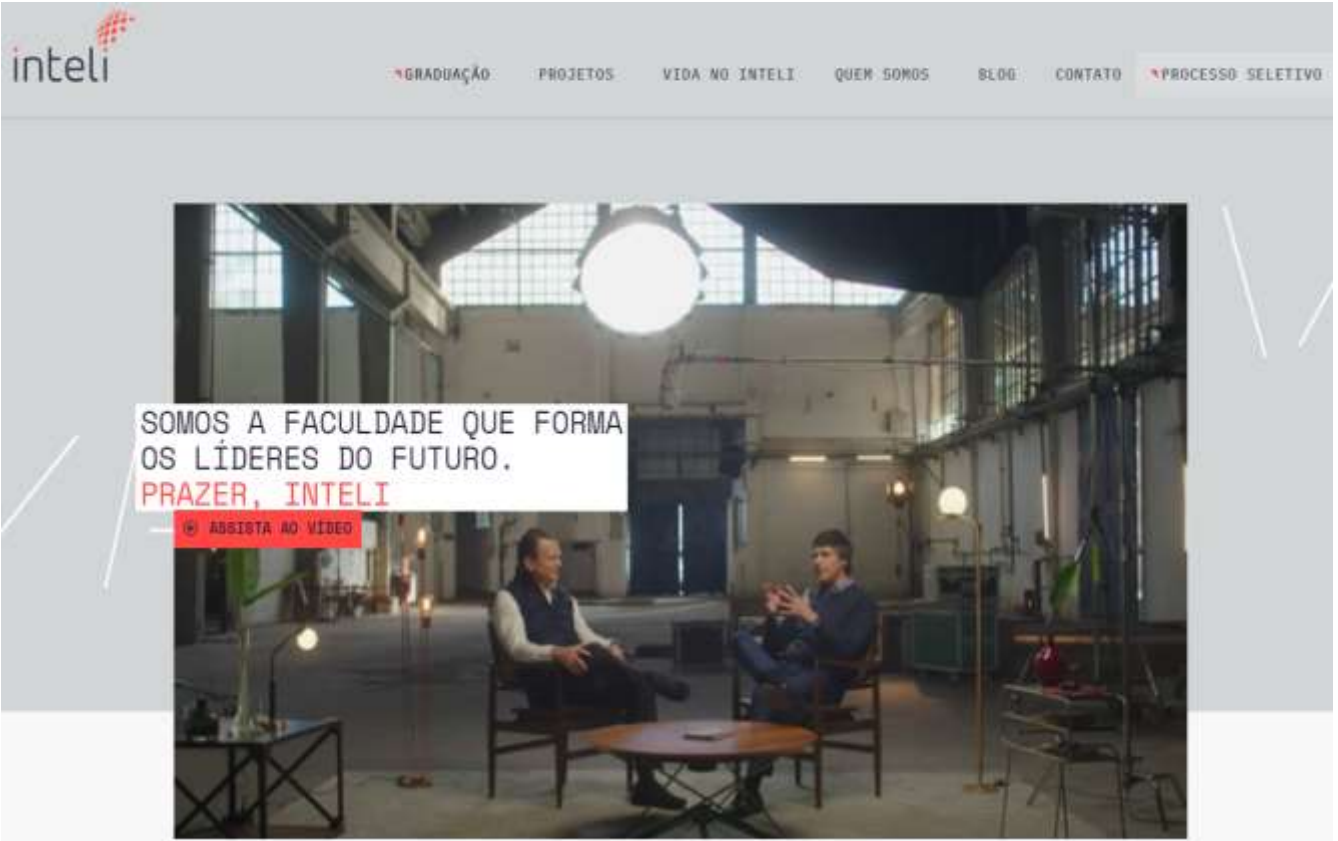 inteli
GRADUAÇÃO PROJETOS VIDA NO INTELI QUEM SOMOS BLOG CONTATO PROCESSO SELETIVO
SOMOS A FACULDADE QUE FORMA
OS LÍDERES DO FUTURO.
PRAZER, INTELI
ASSISTA AO VÍDEO